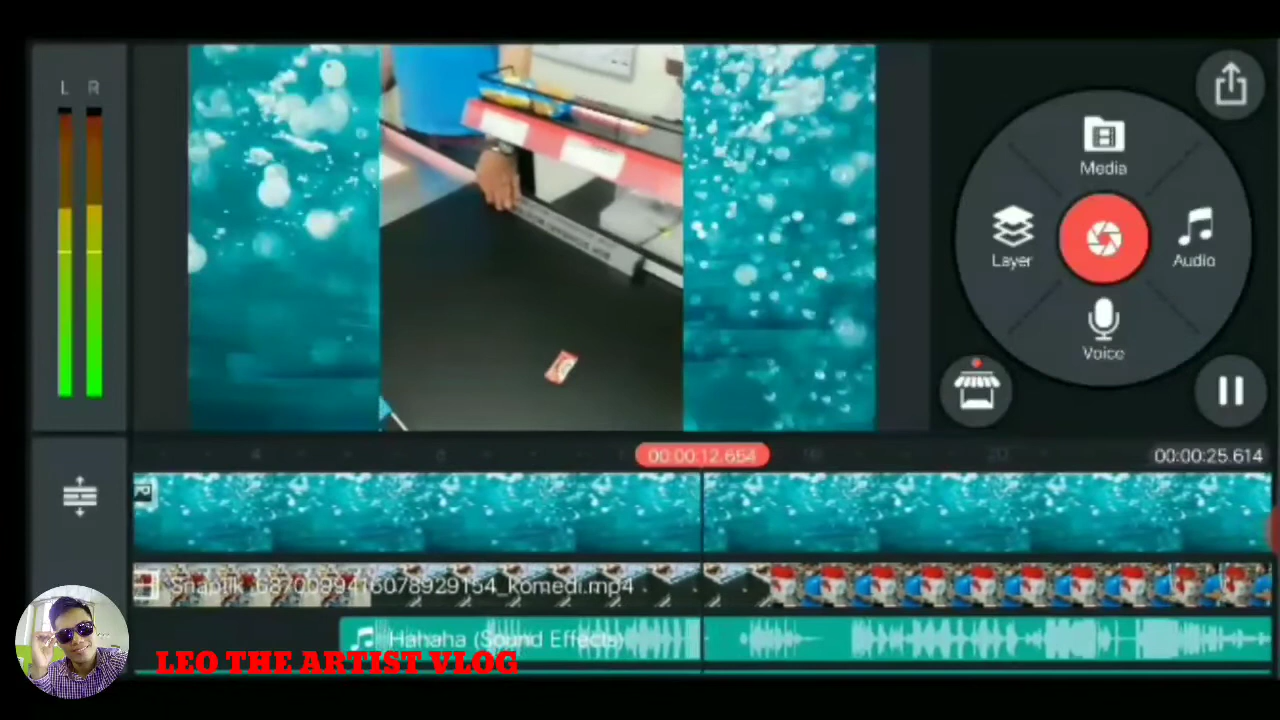 L R
Media
Layer
Audio
Voice
00:00:12.654
00:00:25.614
Snaptik_6870089416078929154_komedi.mp4
Hahaha (Sound Effects)
LEO THE ARTIST VLOG